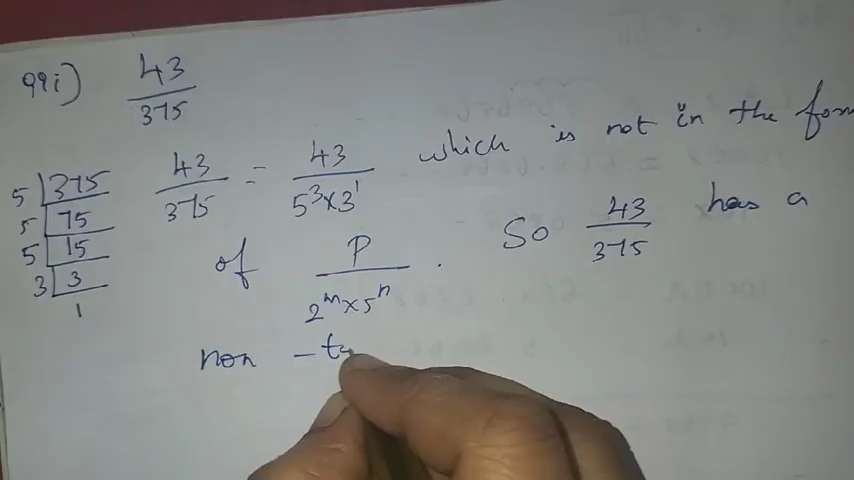 99i) 43/375
5 | 375
5 | 75
5 | 15
3 | 3
1
43/375 = 43/5³×3¹ which is not in the form
of P/2ᵐ×5ⁿ . So 43/375 has a
non - te